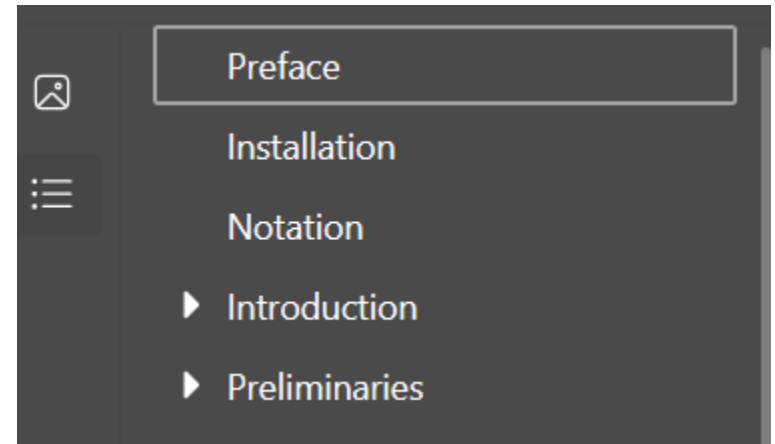 Preface
Installation
Notation
Introduction
Preliminaries